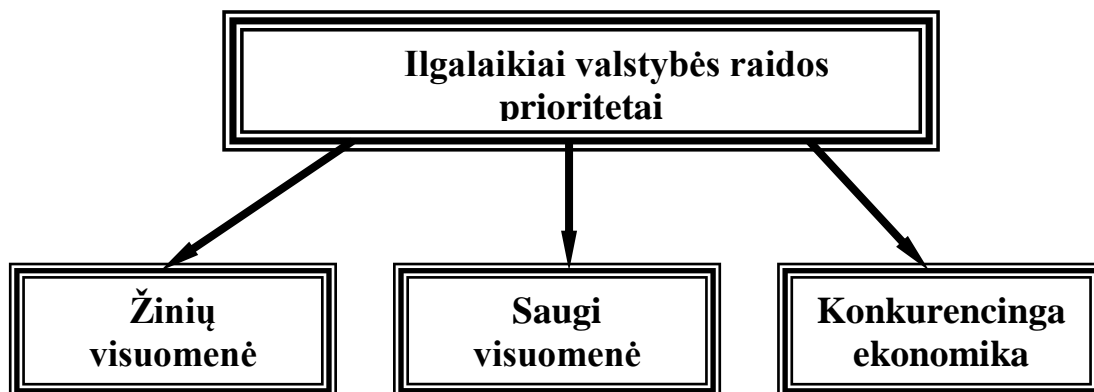 Ilgalaikiai valstybės raidos
prioritetai
Žinių
visuomenė
Saugi
visuomenė
Konkurencinga
ekonomika